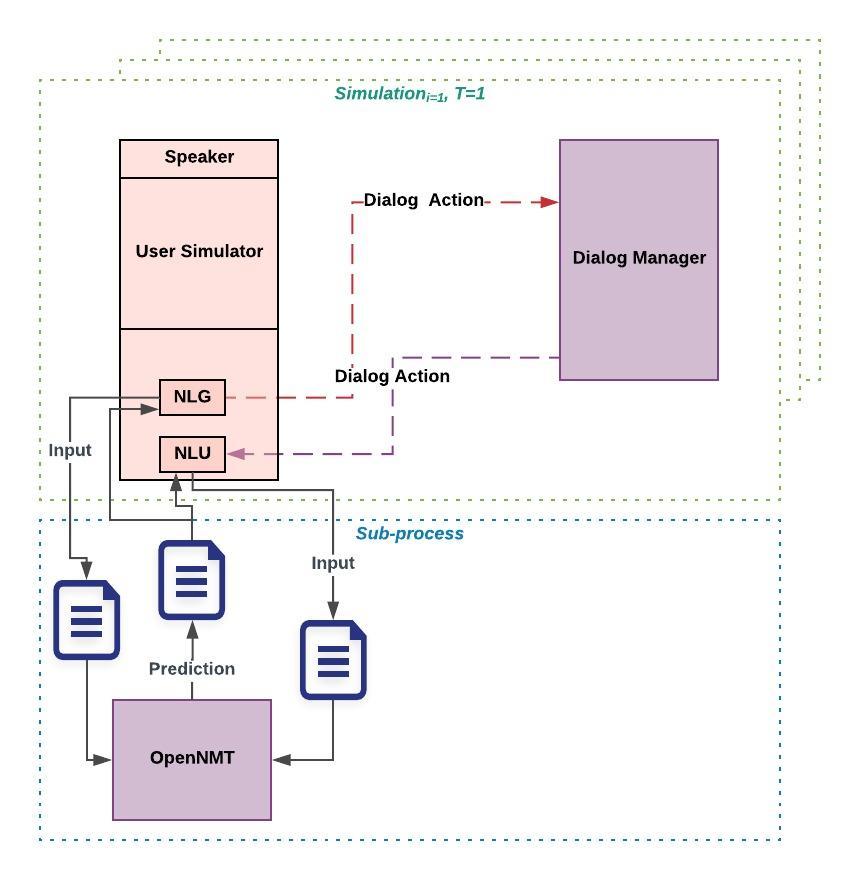 Simulationi=1, T=1
Speaker
Dialog Action
User Simulator
Dialog Manager
Dialog Action
NLG
Input
NLU
Sub-process
Input
Prediction
OpenNMT